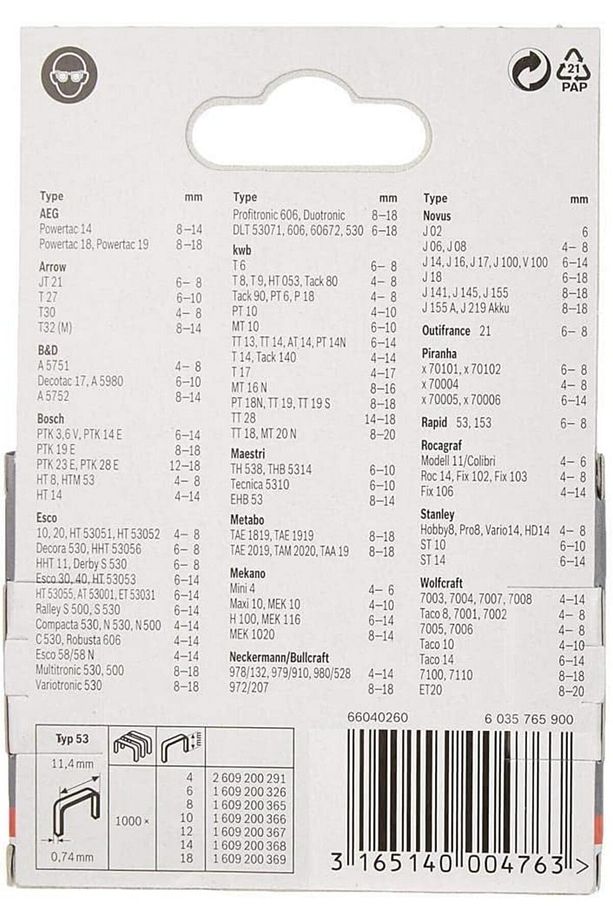 21
PAP
Type mm
AEG
Powertac 14 8–14
Powertac 18, Powertac 19 8–18
Arrow
JT 21 6– 8
T 27 6–10
T30 4– 8
T32 (M) 8–14
B&D
A 5751 4– 8
Decotac 17, A 5980 6–10
A 5752 8–14
Bosch
PTK 3,6 V, PTK 14 E 6–14
PTK 19 E 8–18
PTK 23 E, PTK 28 E 12–18
HT 8, HTM 53 4– 8
HT 14 4–14
Esco
10, 20, HT 53051, HT 53052 4– 8
Decora 530, HHT 53056 6– 8
HHT 11, Derby S 530 6– 8
Esco 30, 40, HT 53053 6–14
HT 53055, AT 53001, ET 53031 6–14
Ralley S 500, S 530 6–14
Compacta 530, N 530, N 500 4–14
C 530, Robusta 606 4–14
Esco 58/58 N 4–14
Multitronic 530, 500 8–18
Variotronic 530 8–18
Type mm
Profitronic 606, Duotronic 8–18
DLT 53071, 606, 60672, 530 6–18
kwb
T 6 6– 8
T 8, T 9, HT 053, Tack 80 4– 8
Tack 90, PT 6, P 18 4– 8
PT 10 4–10
MT 10 6–10
TT 13, TT 14, AT 14, PT 14N 6–14
T 14, Tack 140 4–14
T 17 4–17
MT 16 N 8–16
PT 18N, TT 19, TT 19 S 8–18
TT 28 14–18
TT 18, MT 20 N 8–20
Maestri
TH 538, THB 5314 6–10
Tecnica 5310 6–10
EHB 53 8–14
Metabo
TAE 1819, TAE 1919 8–18
TAE 2019, TAM 2020, TAA 19 8–18
Mekano
Mini 4 4– 6
Maxi 10, MEK 10 4–10
H 100, MEK 116 6–14
MEK 1020 8–14
Neckermann/Bullcraft
978/132, 979/910, 980/528 4–14
972/207 8–18
Type mm
Novus
J 02 6
J 06, J 08 4– 8
J 14, J 16, J 17, J 100, V 100 6–14
J 18 6–18
J 141, J 145, J 155 8–18
J 155 A, J 219 Akku 8–18
Outifrance 21 6– 8
Piranha
x 70101, x 70102 6– 8
x 70004 4– 8
x 70005, x 70006 6–14
Rapid 53, 153 6– 8
Rocagraf
Modell 11/Colibri 4– 6
Roc 14, Fix 102, Fix 103 4– 8
Fix 106 4–14
Stanley
Hobby8, Pro8, Vario14, HD14 4– 8
ST 10 6–10
ST 14 6–14
Wolfcraft
7003, 7004, 7007, 7008 4–14
Taco 8, 7001, 7002 4– 8
7005, 7006 4– 8
Taco 10 4–10
Taco 14 6–14
7100, 7110 8–18
ET20 8–20
Typ 53 mm
11,4 mm
0,74 mm
1000 ×
4 2 609 200 291
6 1 609 200 326
8 1 609 200 365
10 1 609 200 366
12 1 609 200 367
14 1 609 200 368
18 1 609 200 369
66040260 6 035 765 900
3 165140 004763 >